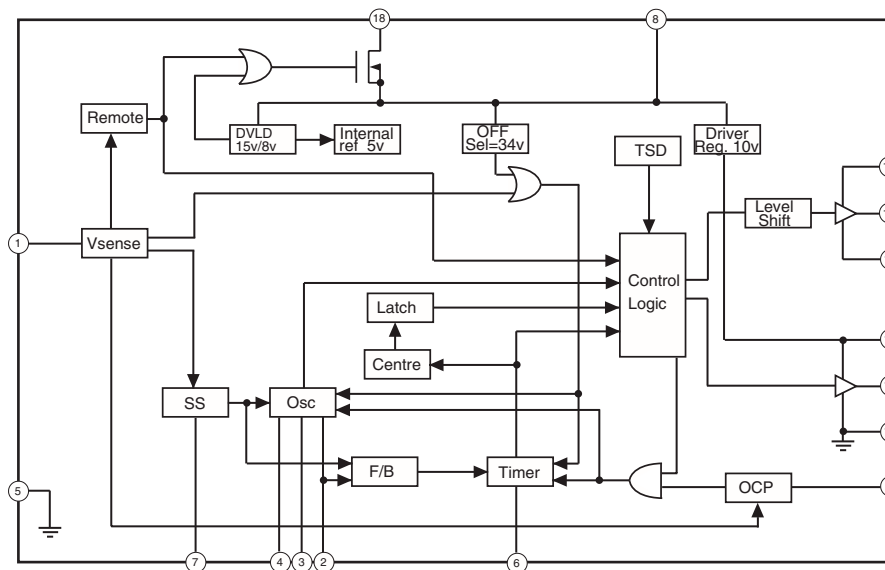 18
8
Remote
DVLD
15v/8v
Internal
ref 5v
OFF
Sel=34v
TSD
Driver
Reg. 10v
Level
Shift
1
Vsense
Control
Logic
Latch
Centre
SS
Osc
F/B
Timer
OCP
5
7
4
3
2
6